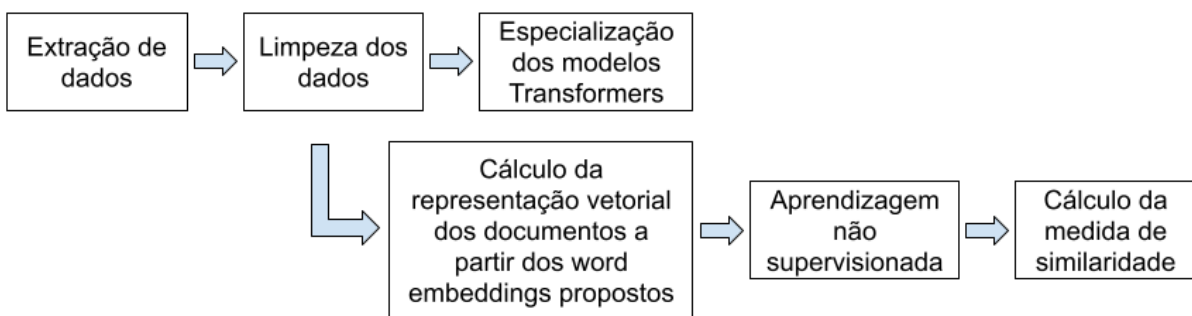 Extração de
dados
Limpeza dos
dados
Especialização
dos modelos
Transformers
Cálculo da
representação vetorial
dos documentos a
partir dos word
embeddings propostos
Aprendizagem
não
supervisionada
Cálculo da
medida de
similaridade